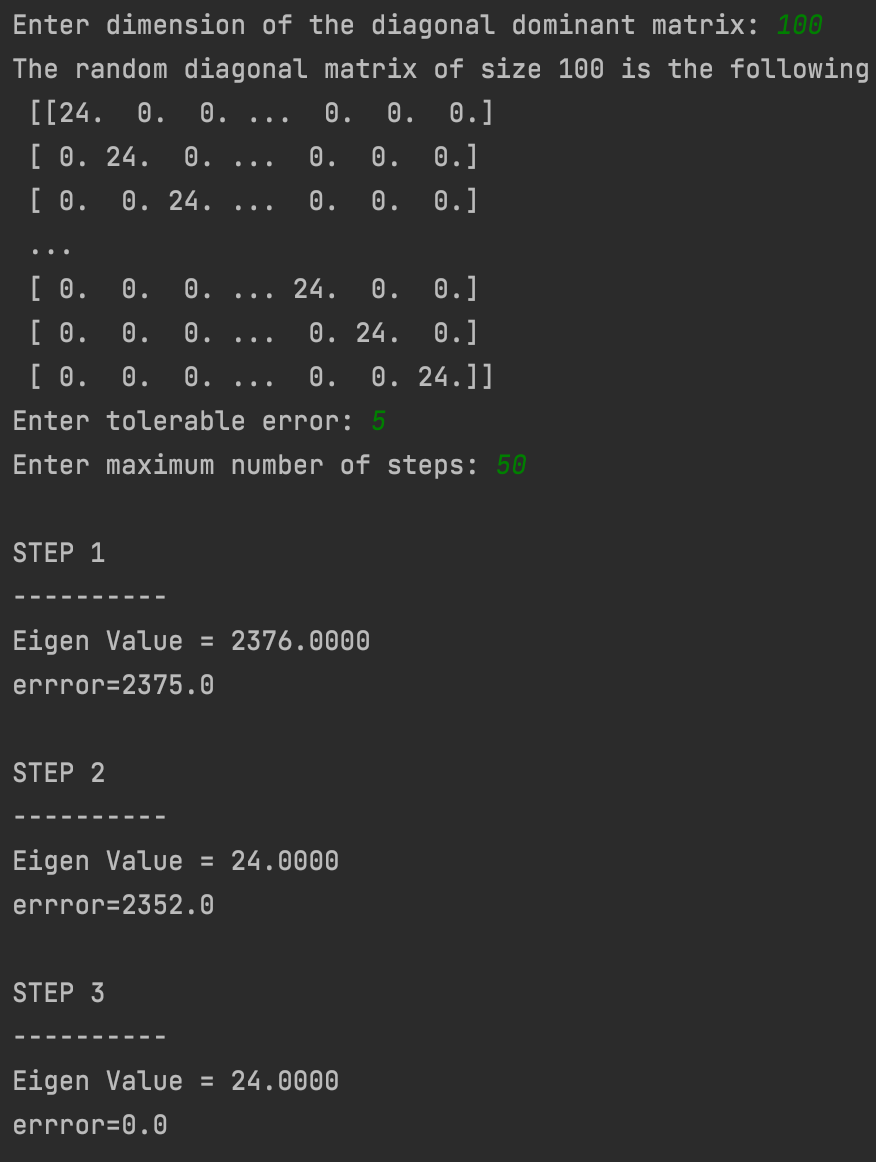 Enter dimension of the diagonal dominant matrix: 100
The random diagonal matrix of size 100 is the following
[[24.  0.  0. ...  0.  0.  0.]
[ 0. 24.  0. ...  0.  0.  0.]
[ 0.  0. 24. ...  0.  0.  0.]
...
[ 0.  0.  0. ... 24.  0.  0.]
[ 0.  0.  0. ...  0. 24.  0.]
[ 0.  0.  0. ...  0.  0. 24.]]
Enter tolerable error: 5
Enter maximum number of steps: 50
STEP 1
----------
Eigen Value = 2376.0000
errror=2375.0
STEP 2
----------
Eigen Value = 24.0000
errror=2352.0
STEP 3
----------
Eigen Value = 24.0000
errror=0.0